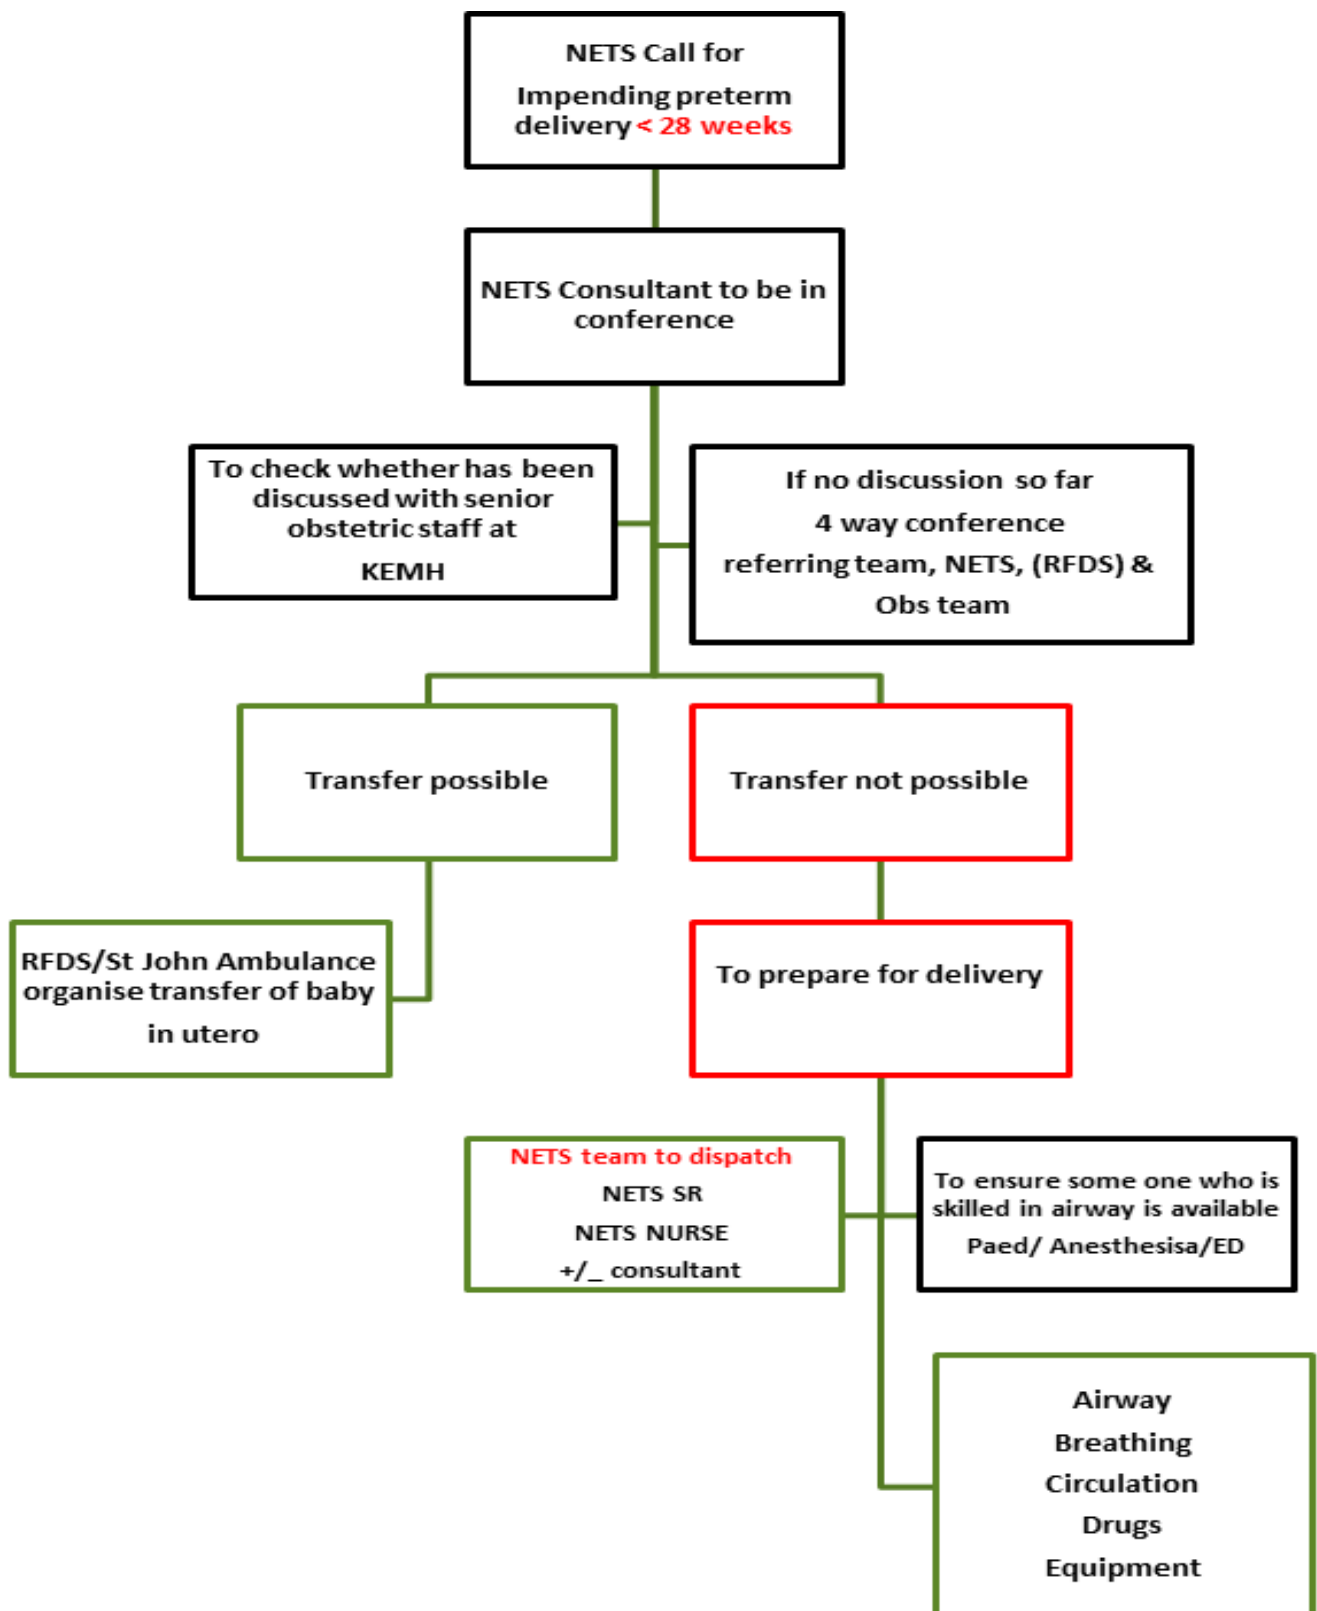 NETS Call for
Impending preterm
delivery < 28 weeks
NETS Consultant to be in
conference
To check whether has been
discussed with senior
obstetric staff at
KEMH
If no discussion so far
4 way conference
referring team, NETS, (RFDS) &
Obs team
Transfer possible
Transfer not possible
RFDS/St John Ambulance
organise transfer of baby
in utero
To prepare for delivery
NETS team to dispatch
NETS SR
NETS NURSE
+/_ consultant
To ensure some one who is
skilled in airway is available
Paed/ Anesthesisa/ED
Airway
Breathing
Circulation
Drugs
Equipment